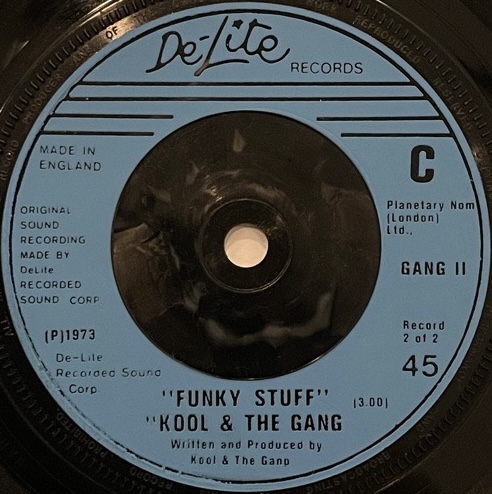 De-Lite RECORDS
MADE IN
ENGLAND
C
Planetary Nom
(London)
Ltd.,
ORIGINAL
SOUND
RECORDING
MADE BY
DeLite
RECORDED
SOUND CORP.
GANG II
(P)1973
Record
2 of 2
De-Lite
Recorded Sound
Corp.
45
"FUNKY STUFF" (3.00)
"KOOL & THE GANG
Written and Produced by
Kool & The Gang